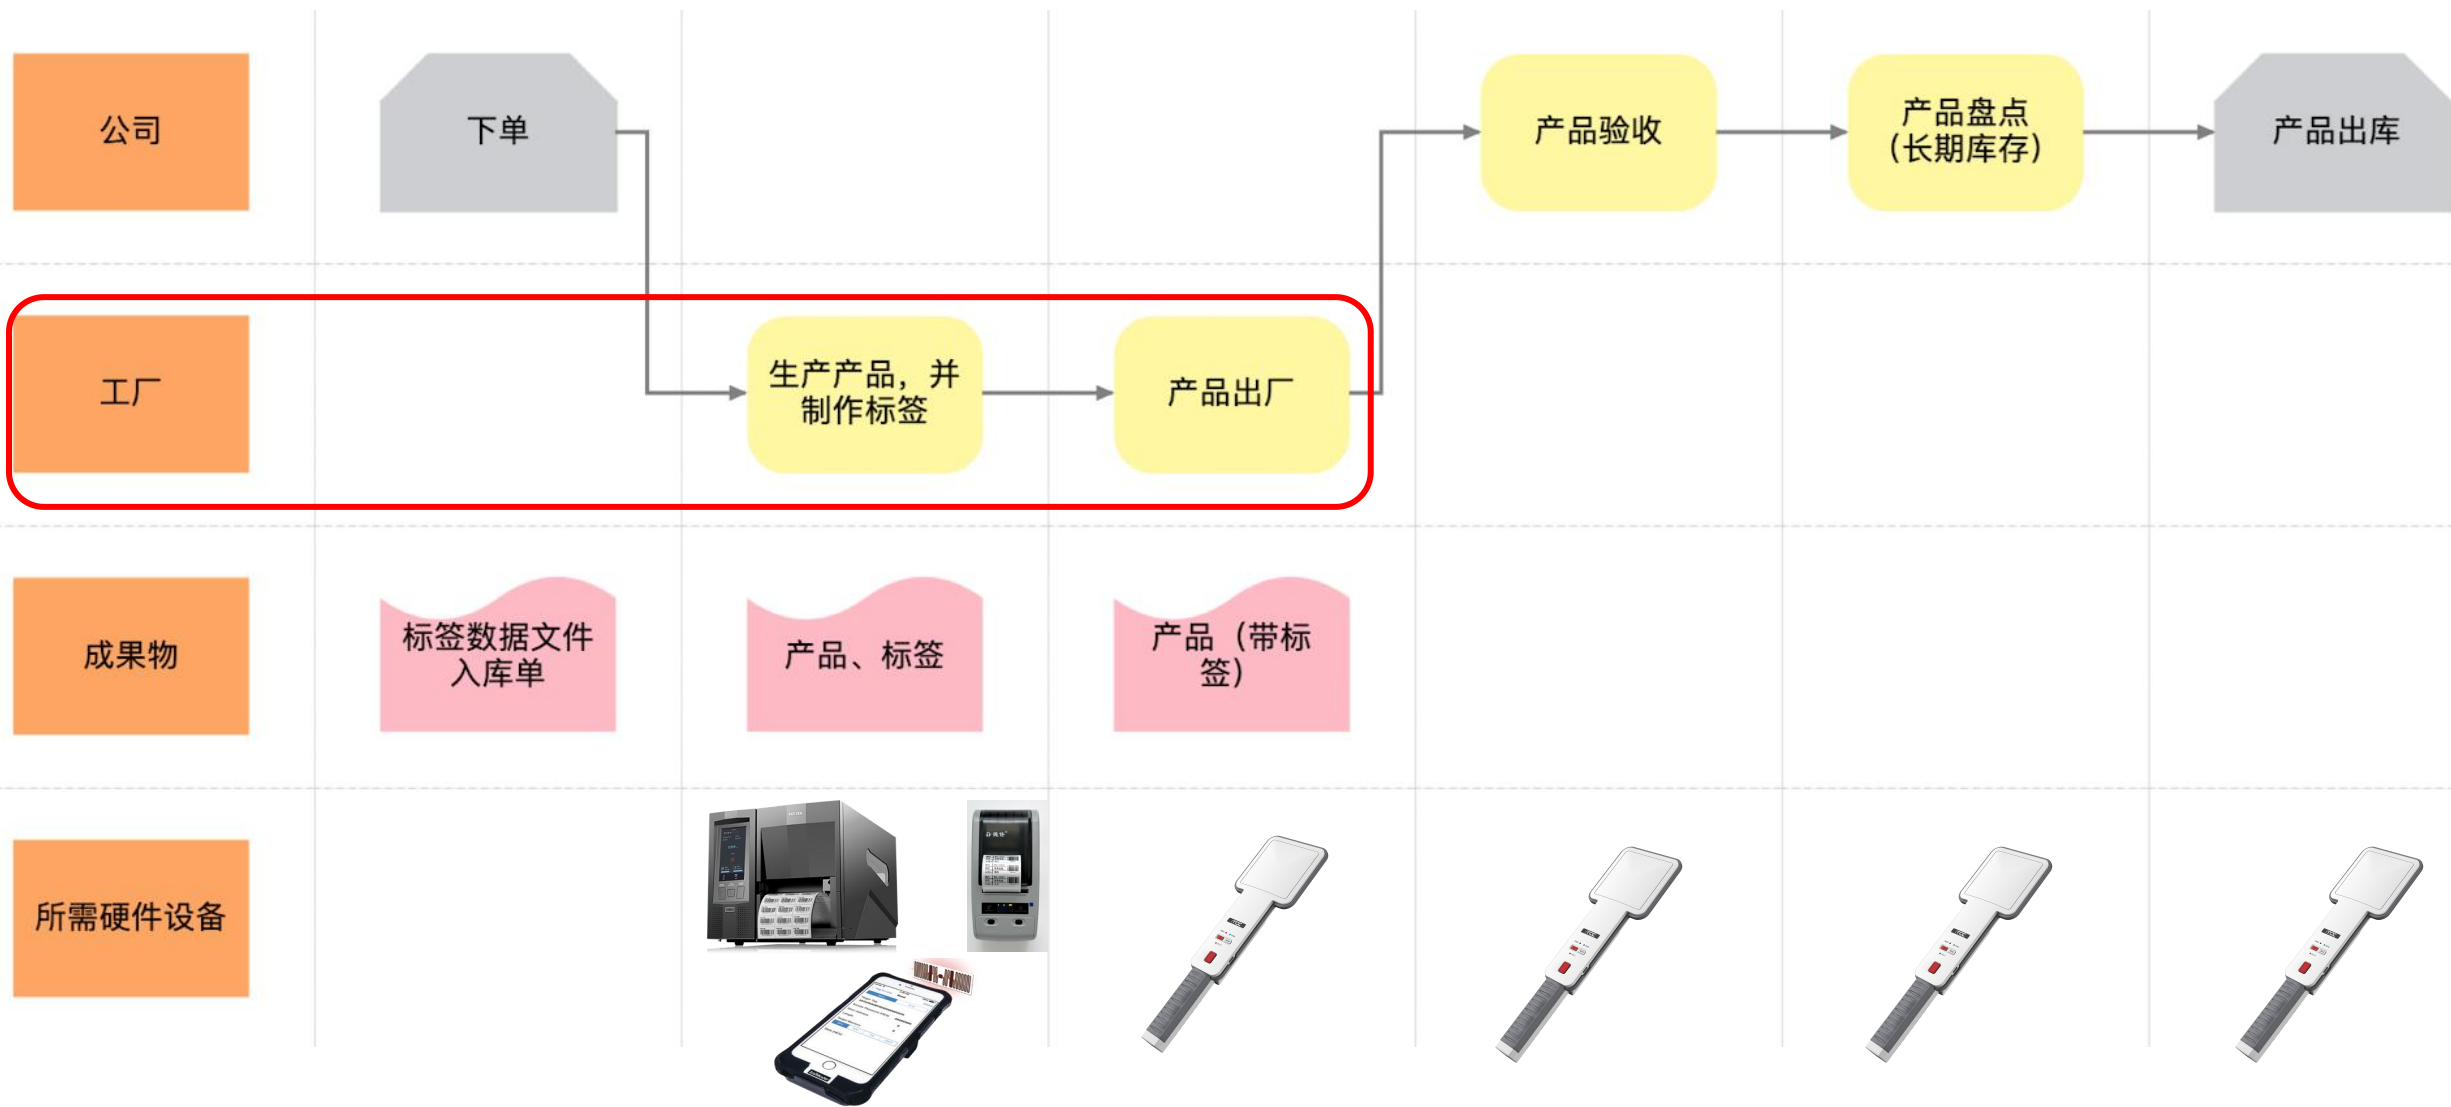 公司
下单
产品验收
产品盘点
（长期库存）
产品出库
工厂
生产产品，并
制作标签
产品出厂
成果物
标签数据文件
入库单
产品、标签
产品（带标
签）
所需硬件设备